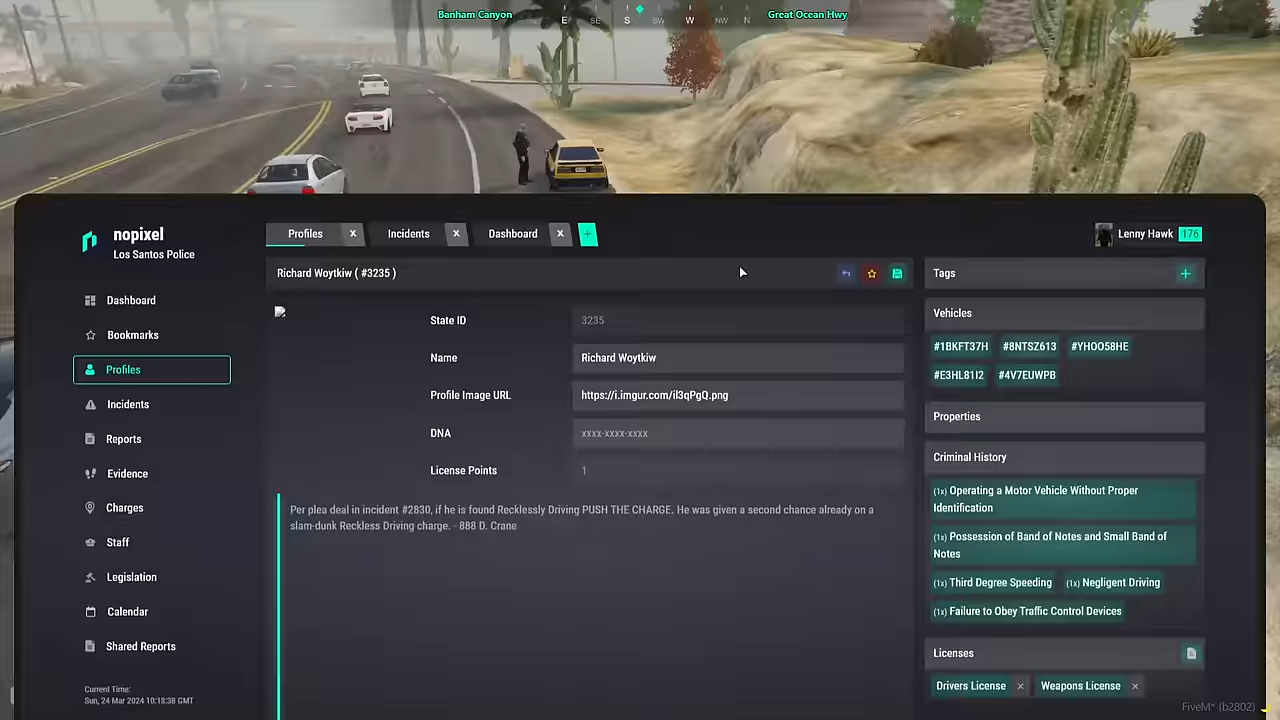 Banham Canyon
E
SE
S
SW
W
NW
N
Great Ocean Hwy
nopixel
Los Santos Police
Profiles
Incidents
Dashboard
Lenny Hawk 176
Dashboard
Bookmarks
Profiles
Incidents
Reports
Evidence
Charges
Staff
Legislation
Calendar
Shared Reports
Current Time:
Sun, 24 Mar 2024 10:18:38 GMT
Richard Woytkiw ( #3235 )
State ID
3235
Name
Richard Woytkiw
Profile Image URL
https://i.imgur.com/il3qPgQ.png
DNA
xxxx-xxxx-xxxx
License Points
1
Per plea deal in incident #2830, if he is found Recklessly Driving PUSH THE CHARGE. He was given a second chance already on a
slam-dunk Reckless Driving charge. - 888 D. Crane
Tags
Vehicles
#1BKFT37H #8NTSZ613 #YHOO58HE
#E3HL81I2 #4V7EUWPB
Properties
Criminal History
(1x) Operating a Motor Vehicle Without Proper
Identification
(1x) Possession of Band of Notes and Small Band of
Notes
(1x) Third Degree Speeding (1x) Negligent Driving
(1x) Failure to Obey Traffic Control Devices
Licenses
Drivers License × Weapons License ×
FiveM* (b2802)